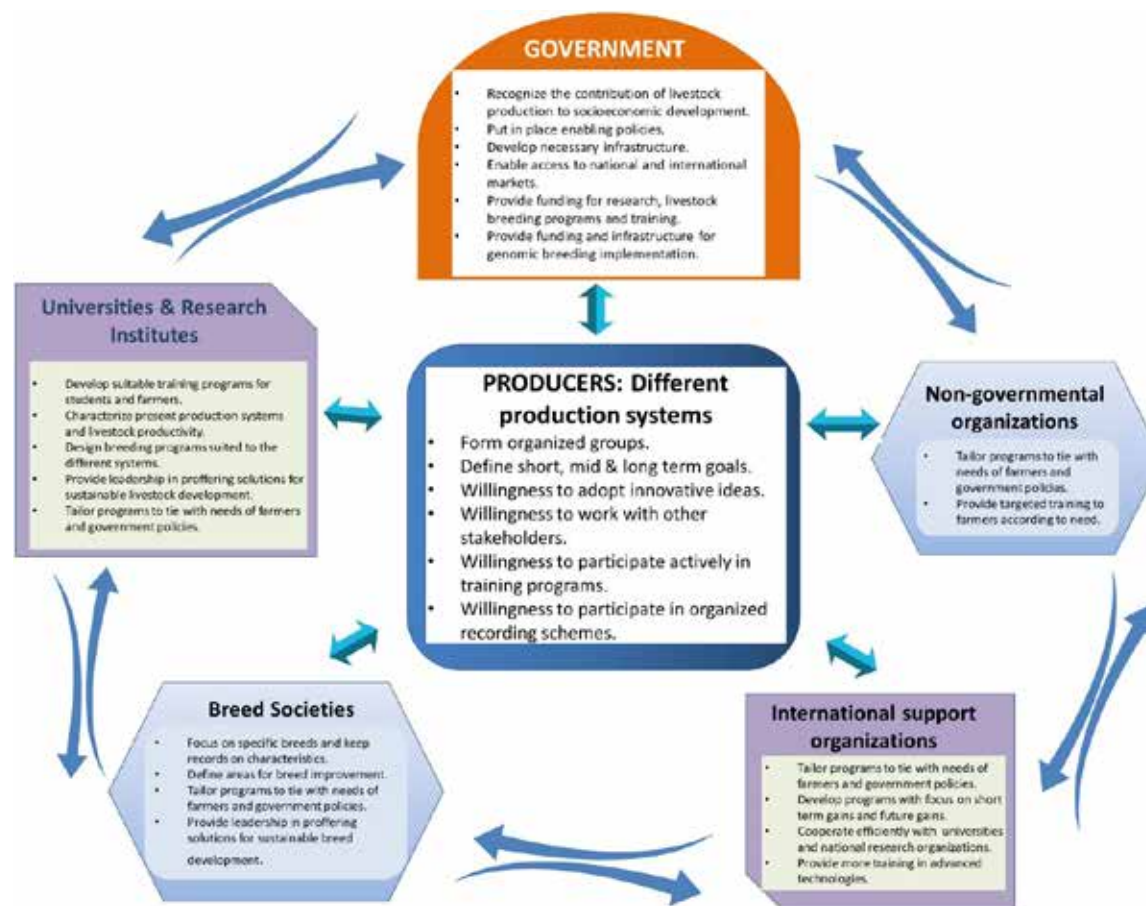 GOVERNMENT
• Recognize the contribution of livestock
production to socioeconomic development.
• Put in place enabling policies.
• Develop necessary infrastructure.
• Enable access to national and international
markets.
• Provide funding for research, livestock
breeding programs and training.
• Provide funding and infrastructure for
genomic breeding implementation.
Universities & Research
Institutes
• Develop suitable training programs for
students and farmers.
• Characterize present production systems
and livestock productivity.
• Design breeding programs suited to the
different systems.
• Provide leadership in proffering solutions for
sustainable livestock development.
• Tailor programs to tie with needs of farmers
and government policies.
PRODUCERS: Different
production systems
• Form organized groups.
• Define short, mid & long term goals.
• Willingness to adopt innovative ideas.
• Willingness to work with other
stakeholders.
• Willingness to participate actively in
training programs.
• Willingness to participate in organized
recording schemes.
Non-governmental
organizations
• Tailor programs to tie with
needs of farmers and
government policies.
• Provide targeted training to
farmers according to need.
Breed Societies
• Focus on specific breeds and keep
records on characteristics.
• Define areas for breed improvement.
• Tailor programs to tie with needs of
farmers and government policies.
• Provide leadership in proffering
solutions for sustainable breed
development.
International support
organizations
• Tailor programs to tie with needs of
farmers and government policies.
• Develop programs with focus on short
term gains and future gains.
• Cooperate efficiently with universities
and national research organizations.
• Provide more training in advanced
technologies.